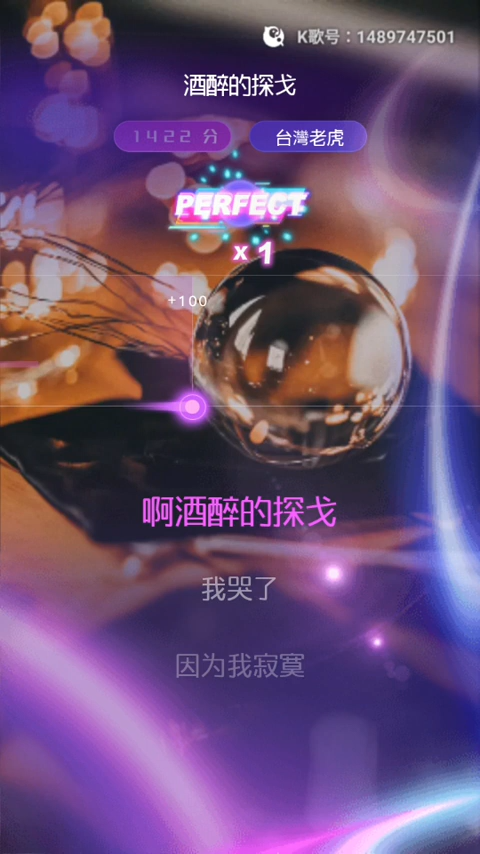 K歌号：1489747501
酒醉的探戈
1422 分
台灣老虎
PERFECT
x 1
+100
啊酒醉的探戈
我哭了
因为我寂寞